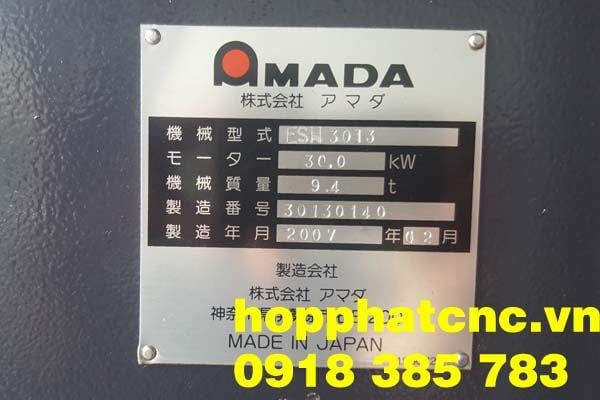 AMADA
株式会社 アマダ
機械型式 ESH 3013
モーター 30.0 kW
機械質量 9.4 t
製造番号 30130140
製造年月 2007 年 02 月
製造会社
株式会社 アマダ
神奈
hopphatcnc.vn
MADE IN JAPAN
0918 385 783